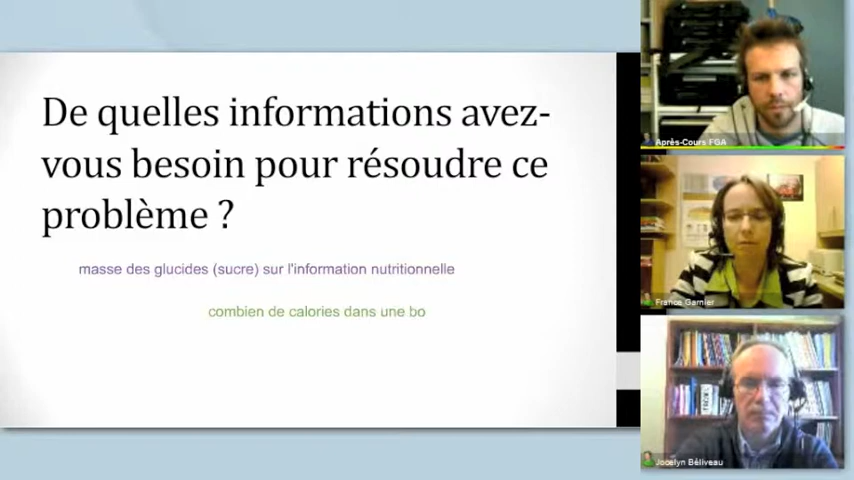 De quelles informations avez-
vous besoin pour résoudre ce
problème ?
masse des glucides (sucre) sur l'information nutritionnelle
combien de calories dans une bo
Après-Cours FGA
France Garnier
Jocelyn Béliveau